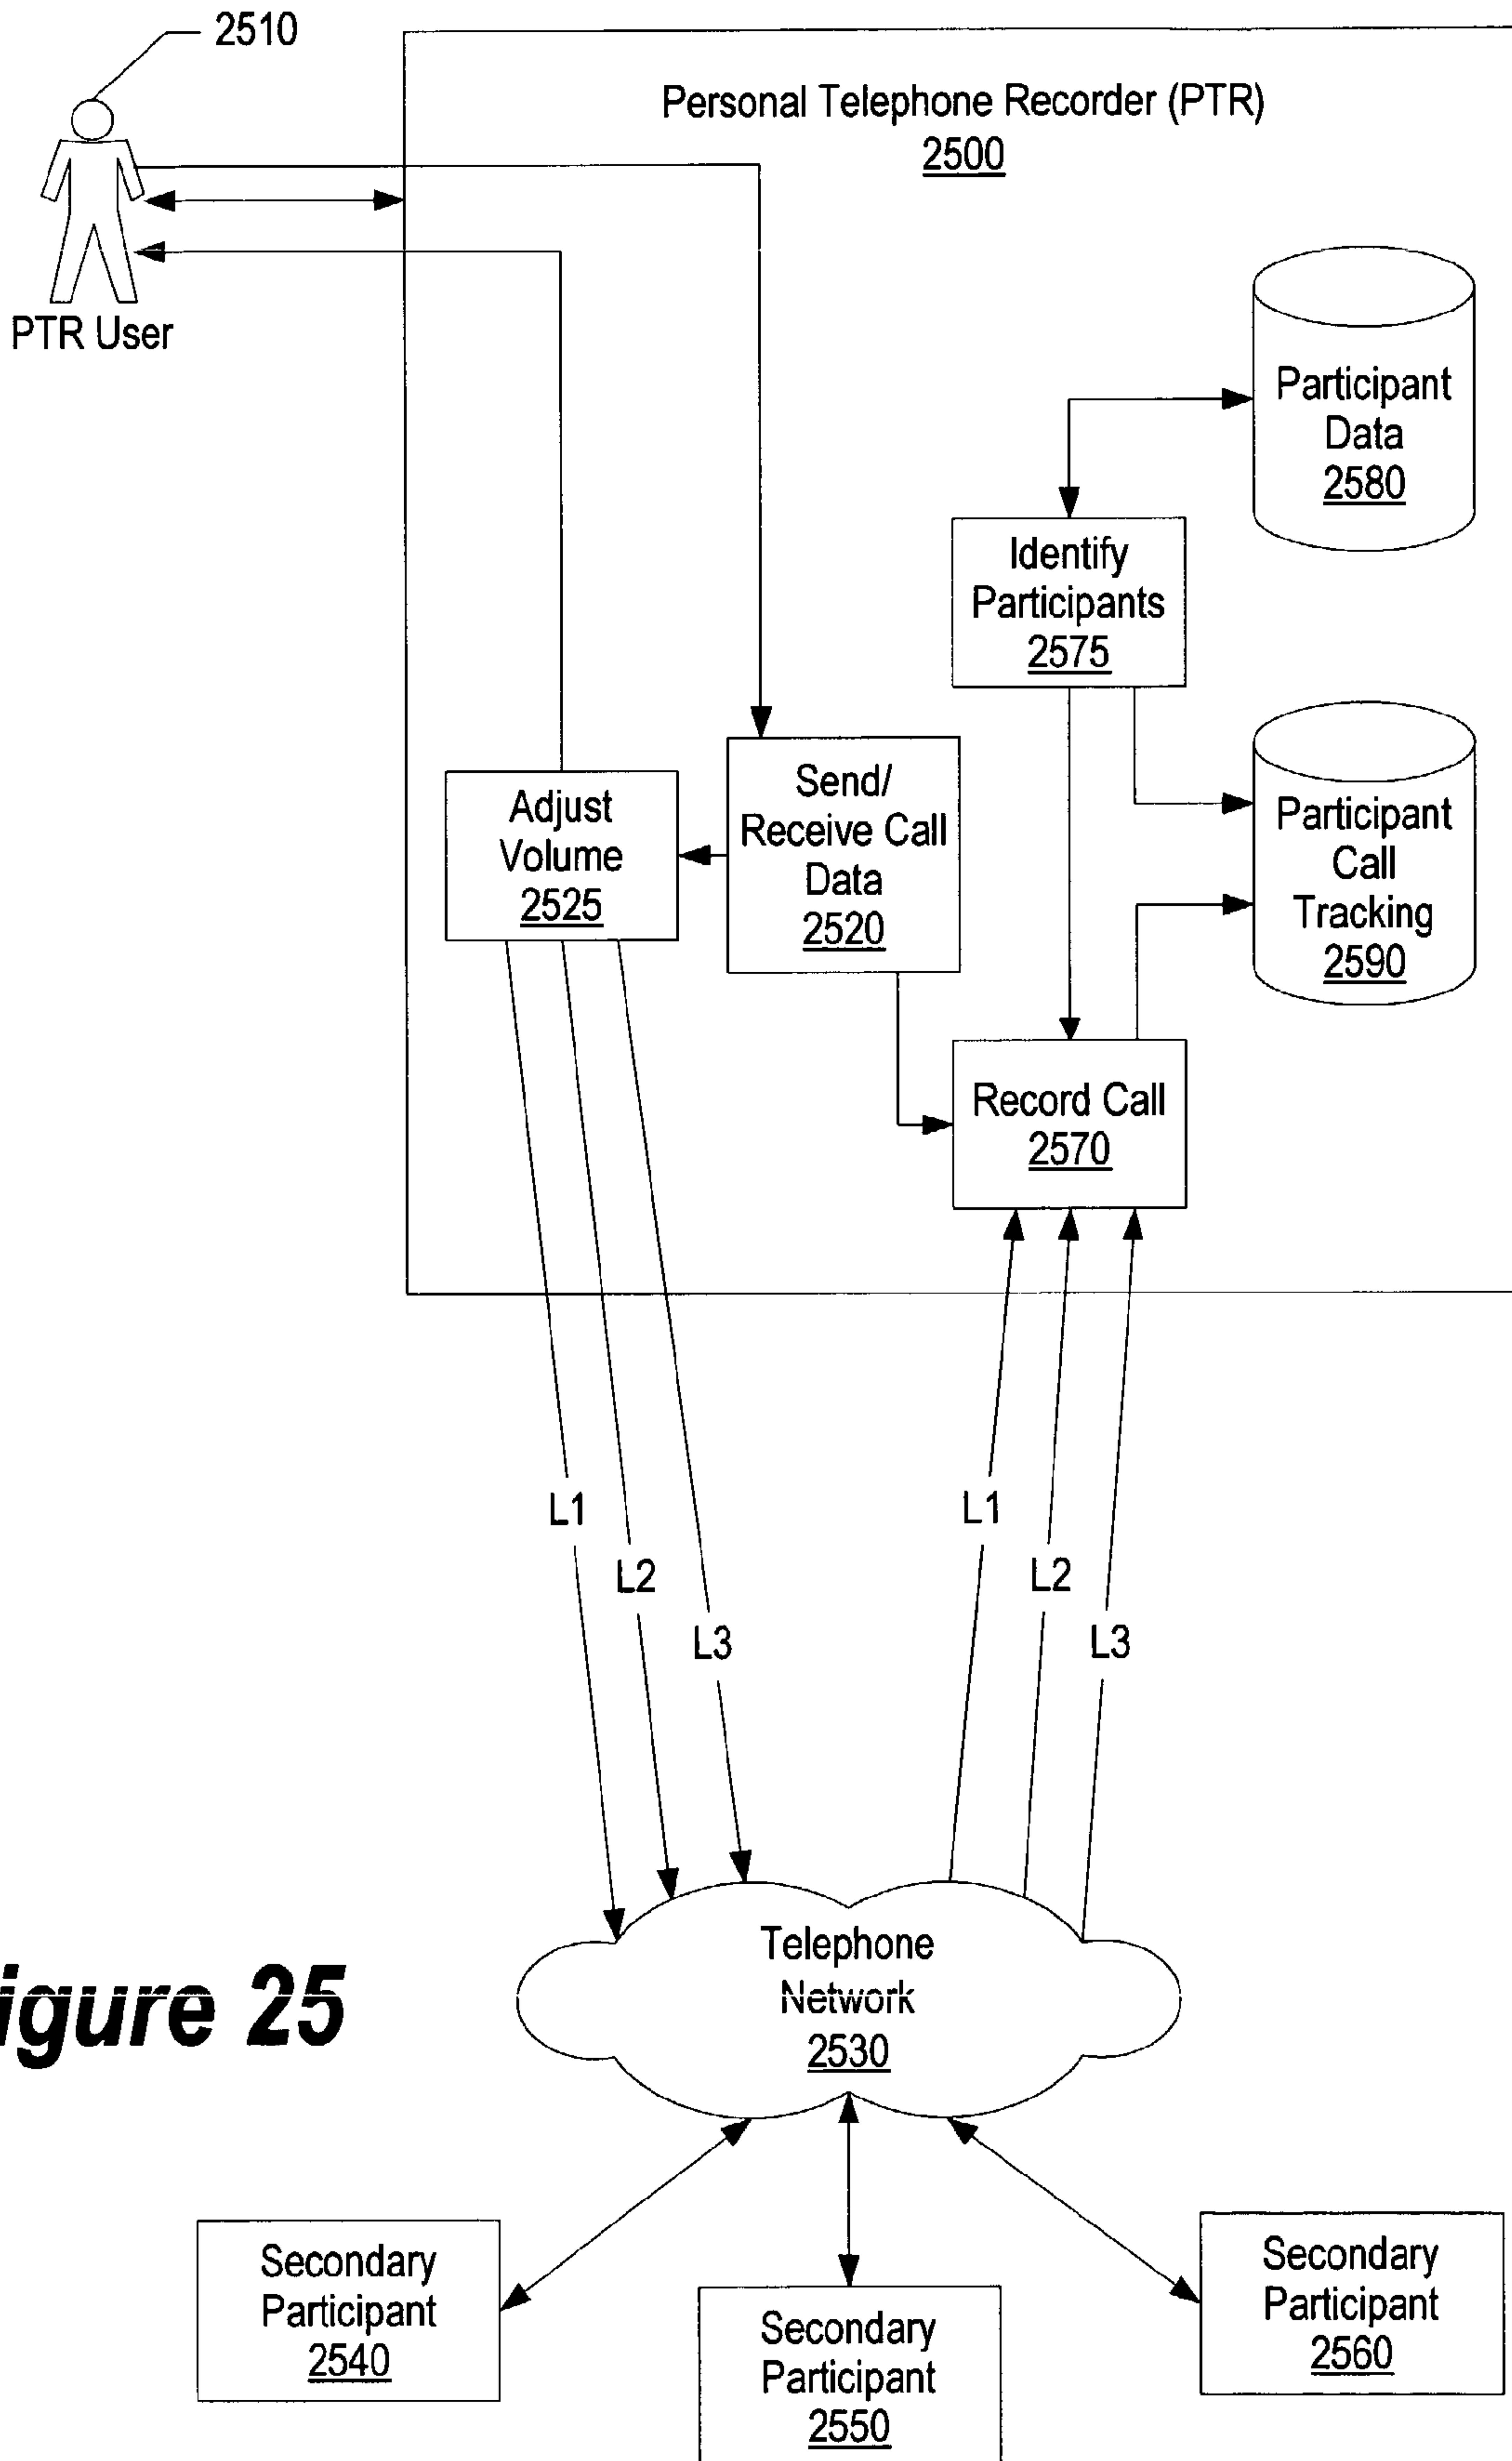 2510
Personal Telephone Recorder (PTR)
2500
PTR User
Participant
Data
2580
Identify
Participants
2575
Send/
Receive Call
Data
2520
Adjust
Volume
2525
Participant
Call
Tracking
2590
Record Call
2570
L1
L2
L3
L1
L2
L3
Telephone
Network
2530
igure 25
Secondary
Participant
2540
Secondary
Participant
2550
Secondary
Participant
2560